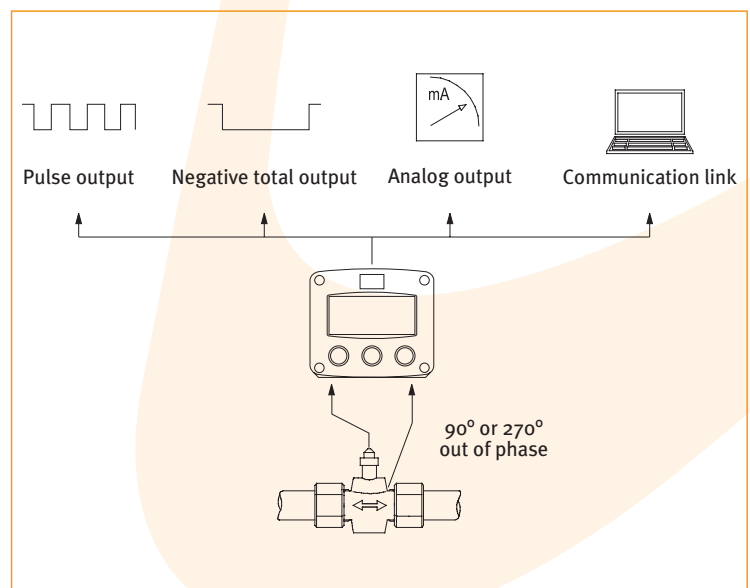 mA
Pulse output
Negative total output
Analog output
Communication link
90° or 270°
out of phase